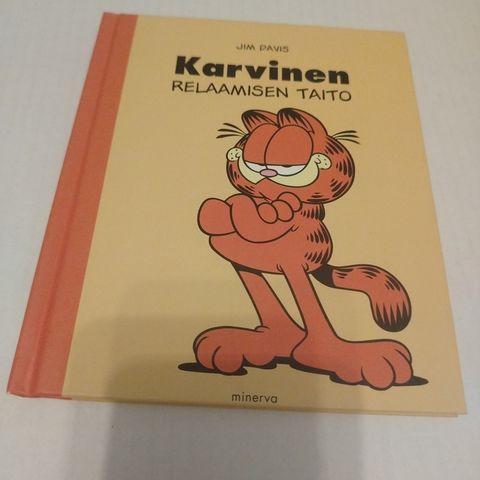 JIM DAVIS
Karvinen
RELAAMISEN TAITO
minerva